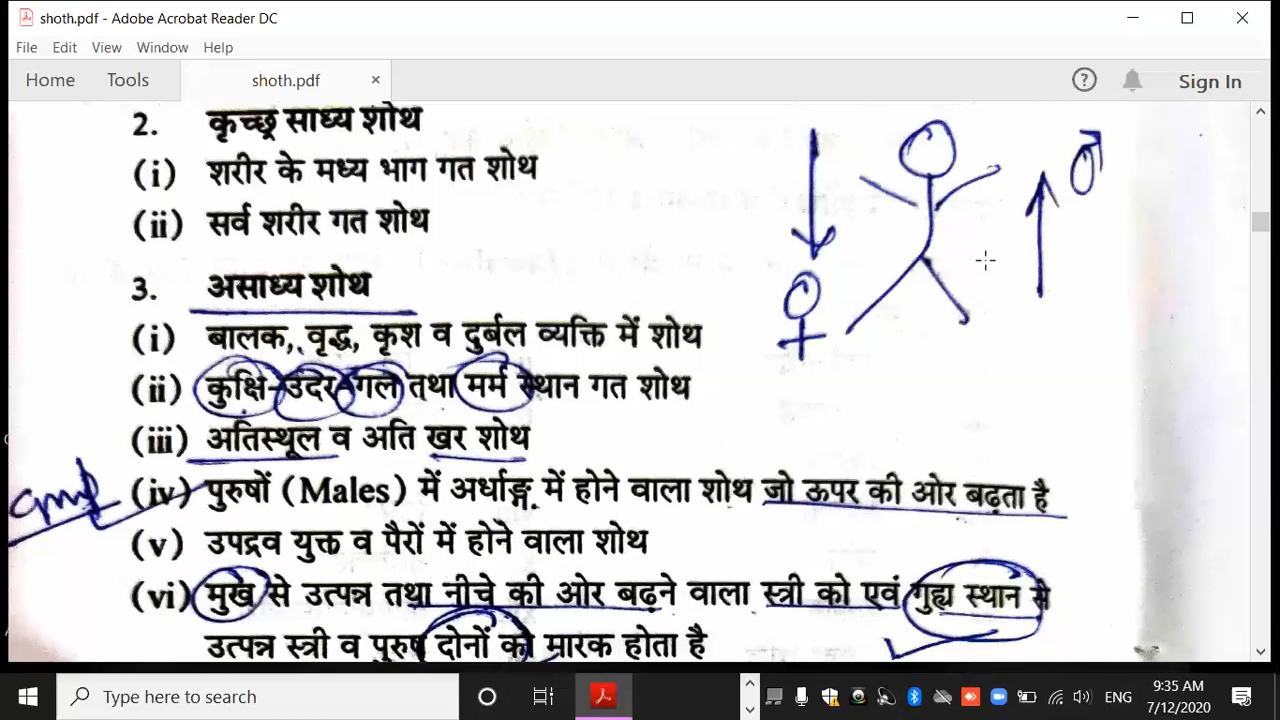 shoth.pdf - Adobe Acrobat Reader DC
File Edit View Window Help
Home Tools shoth.pdf × Sign In
2. कृच्छ्र साध्य शोथ
(i) शरीर के मध्य भाग गत शोथ
(ii) सर्व शरीर गत शोथ
3. असाध्य शोथ
(i) बालक, वृद्ध, कृश व दुर्बल व्यक्ति में शोथ
(ii) कुक्षि-उदर-गल तथा मर्म स्थान गत शोथ
(iii) अतिस्थूल व अति खर शोथ
(iv) पुरुषों (Males) में अर्धाङ्ग में होने वाला शोथ जो ऊपर की ओर बढ़ता है
(v) उपद्रव युक्त व पैरों में होने वाला शोथ
(vi) मुख से उत्पन्न तथा नीचे की ओर बढ़ने वाला स्त्री को एवं गुह्य स्थान से
उत्पन्न स्त्री व पुरुष दोनों को मारक होता है
Type here to search
ENG
9:35 AM
7/12/2020